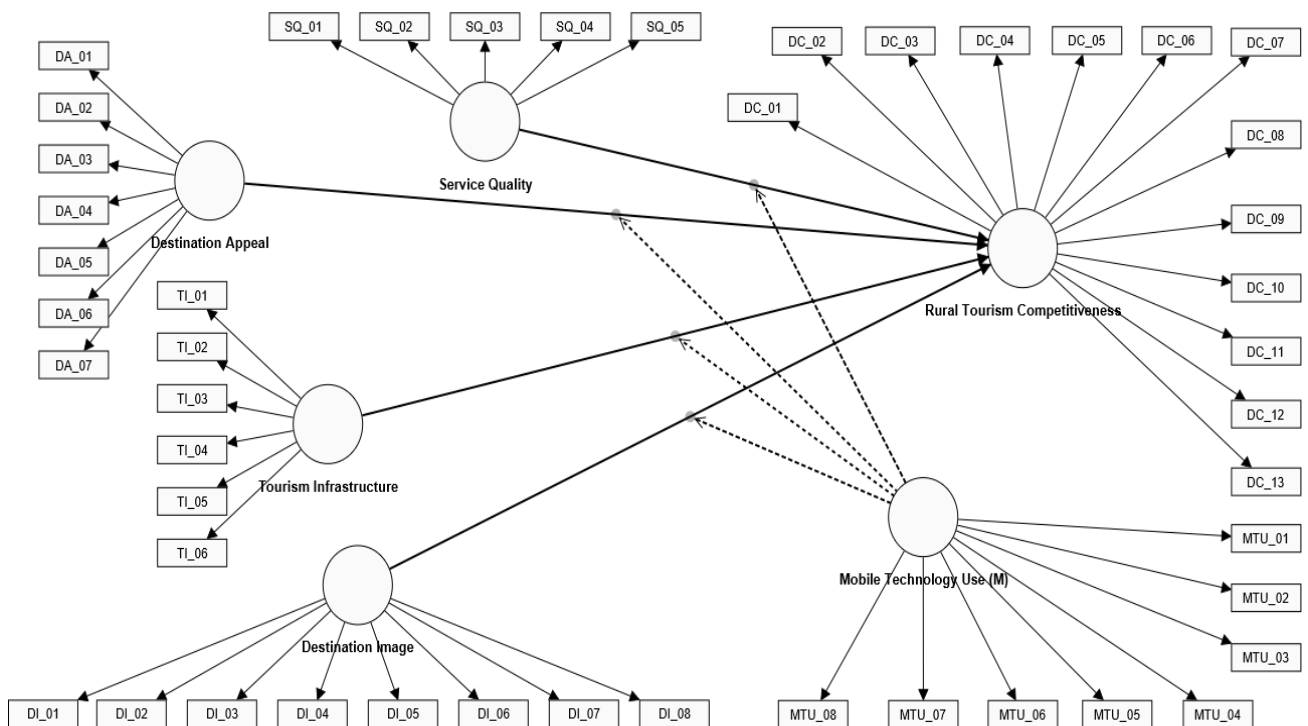 SQ_01
SQ_02
SQ_03
SQ_04
SQ_05
DC_02
DC_03
DC_04
DC_05
DC_06
DC_07
DA_01
DA_02
DA_03
DA_04
DA_05
DA_06
DA_07
DC_01
DC_08
DC_09
DC_10
DC_11
DC_12
DC_13
Service Quality
Destination Appeal
Rural Tourism Competitiveness
TI_01
TI_02
TI_03
TI_04
TI_05
TI_06
Tourism Infrastructure
Mobile Technology Use (M)
MTU_01
MTU_02
MTU_03
Destination Image
DI_01
DI_02
DI_03
DI_04
DI_05
DI_06
DI_07
DI_08
MTU_08
MTU_07
MTU_06
MTU_05
MTU_04